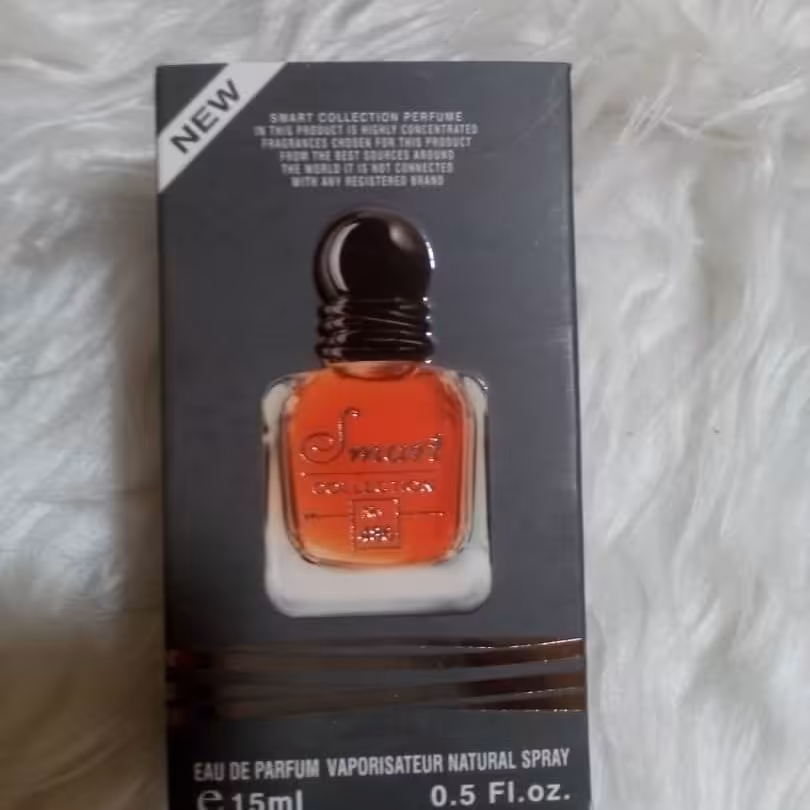 NEW
SMART COLLECTION PERFUME
IN THIS PRODUCT IS HIGHLY CONCENTRATED
FRAGRANCES CHOSEN FOR THIS PRODUCT
FROM THE BEST SOURCES AROUND
THE WORLD IT IS NOT CONNECTED
WITH ANY REGISTERED BRAND
Smart
COLLECTION
EAU DE PARFUM VAPORISATEUR NATURAL SPRAY
e 15ml 0.5 Fl.oz.